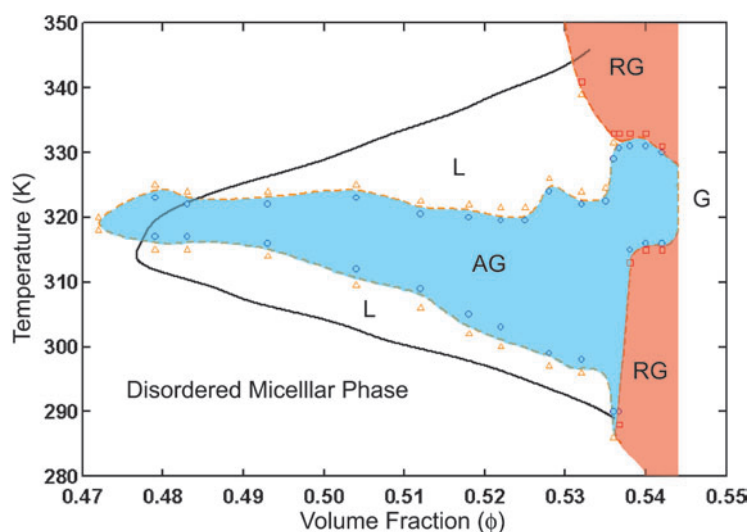 350
340
330
320
310
300
290
280
Temperature (K)
RG
L
G
AG
L
RG
Disordered Micelllar Phase
0.47 0.48 0.49 0.50 0.51 0.52 0.53 0.54 0.55
Volume Fraction (ϕ)